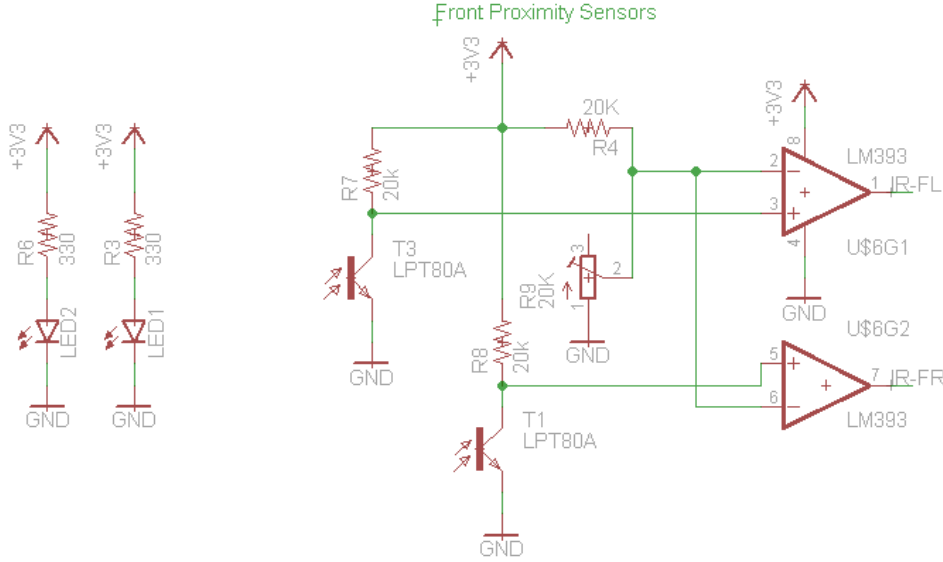 Front Proximity Sensors
+3V3
+3V3
+3V3
+3V3
R6
330
LED2
GND
R3
330
LED1
GND
R7
20k
T3
LPT80A
GND
20K
R4
R9
20K
3
2
1
GND
R8
20k
T1
LPT80A
GND
2
3
8
4
1
LM393
IR-FL
U$6G1
GND
U$6G2
5
6
7
IR-FR
LM393